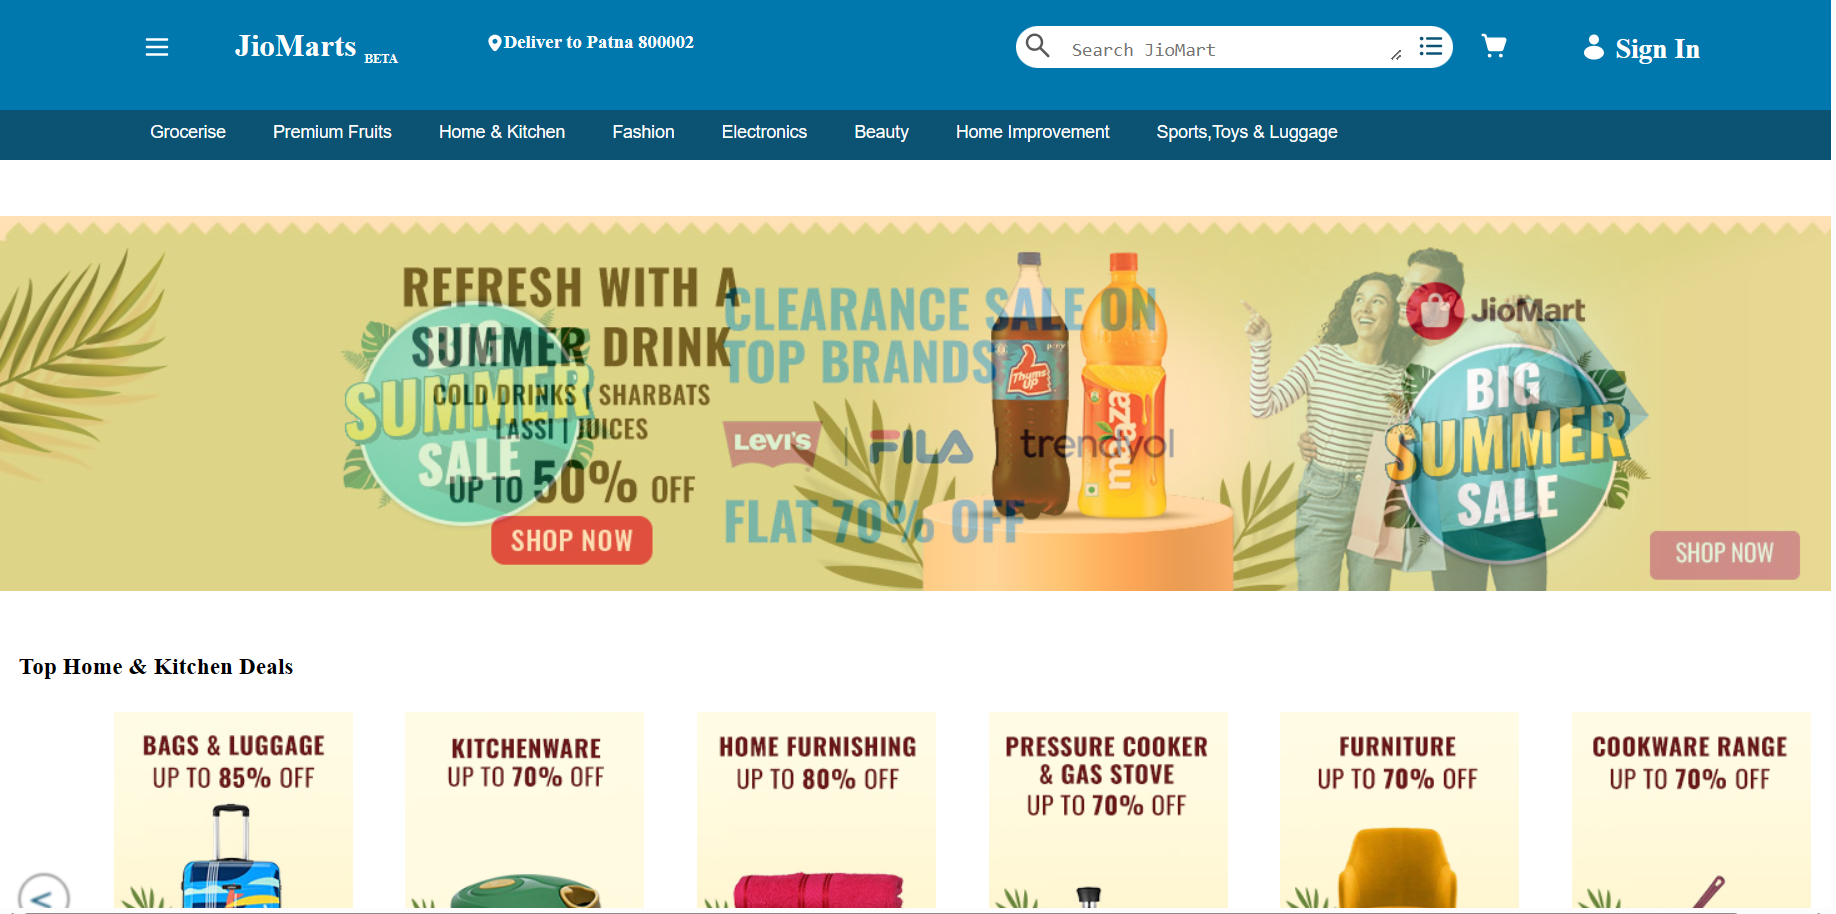 JioMarts BETA
Deliver to Patna 800002
Search JioMart
Sign In
Grocerise Premium Fruits Home & Kitchen Fashion Electronics Beauty Home Improvement Sports,Toys & Luggage
REFRESH WITH A
SUMMER DRINK
COLD DRINKS | SHARBATS
LASSI | JUICES
UP TO 50% OFF
SHOP NOW
BIG
SUMMER
SALE
CLEARANCE SALE ON
TOP BRANDS
LEVI'S | FILA | trendyol
FLAT 70% OFF
Thums
Up
maaza
JioMart
BIG
SUMMER
SALE
SHOP NOW
Top Home & Kitchen Deals
BAGS & LUGGAGE
UP TO 85% OFF
KITCHENWARE
UP TO 70% OFF
HOME FURNISHING
UP TO 80% OFF
PRESSURE COOKER
& GAS STOVE
UP TO 70% OFF
FURNITURE
UP TO 70% OFF
COOKWARE RANGE
UP TO 70% OFF
<